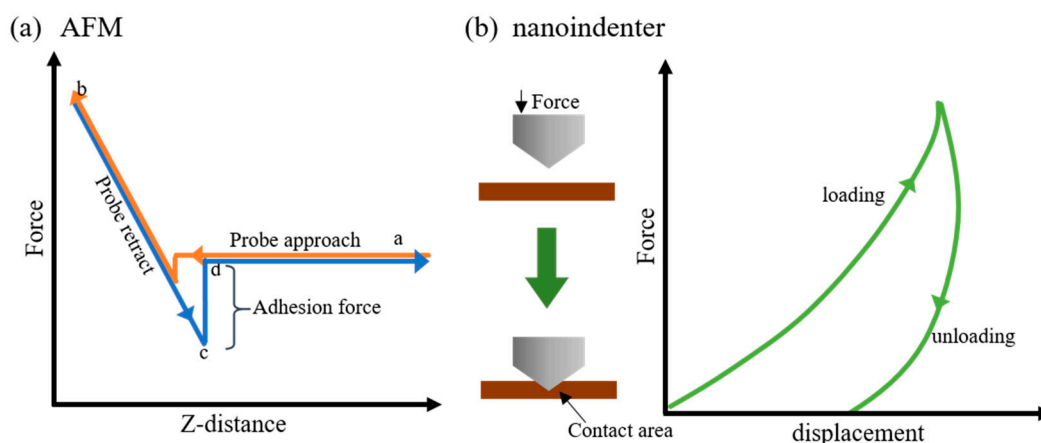 (a) AFM
b
Force
Probe retract
Probe approach
a
d
Adhesion force
c
Z-distance
(b) nanoindenter
Force
Contact area
Force
loading
unloading
displacement